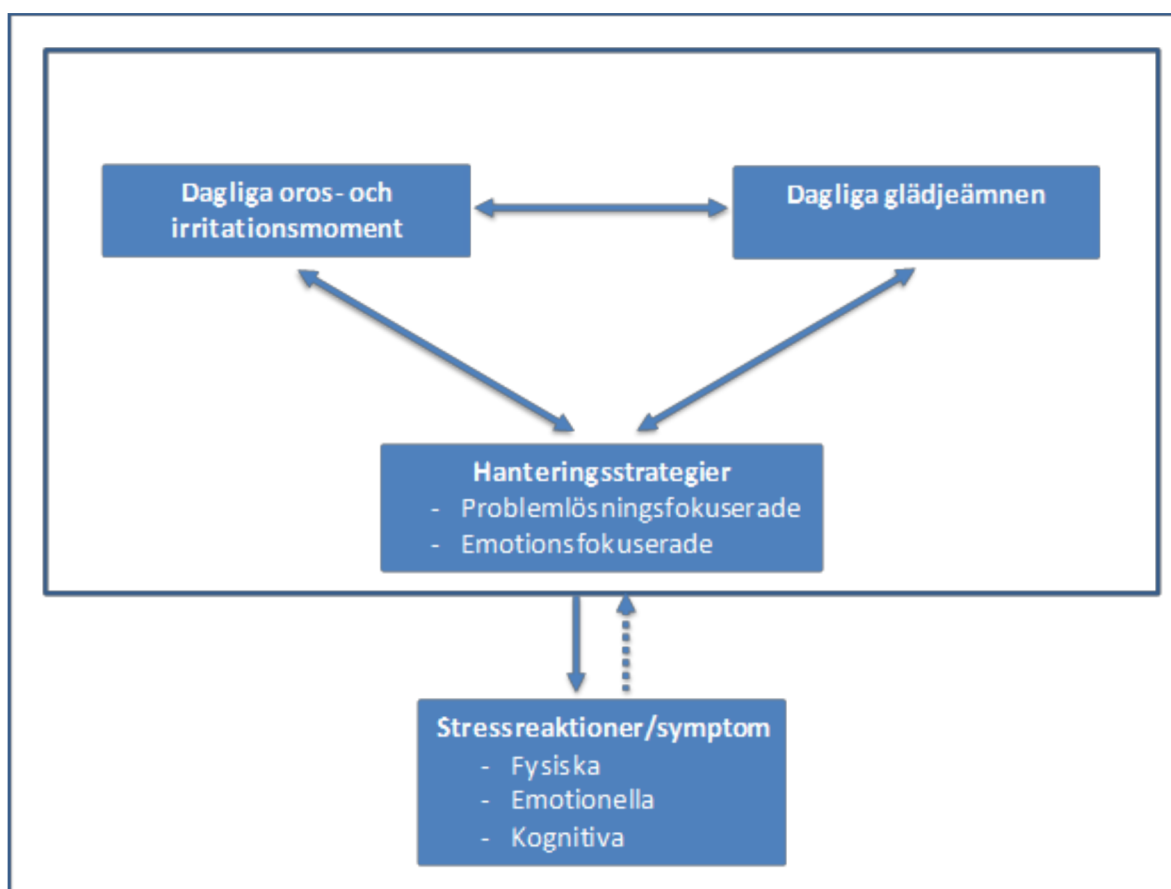 Dagliga oros- och
irritationsmoment
Dagliga glädjeämnen
Hanteringsstrategier
- Problemlösningsfokuserade
- Emotionsfokuserade
Stressreaktioner/symptom
- Fysiska
- Emotionella
- Kognitiva